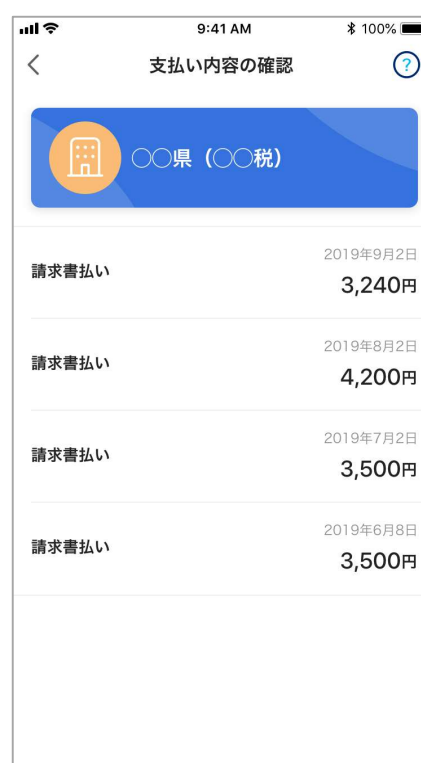 9:41 AM
100%
支払い内容の確認
?
○○県（○○税）
2019年9月2日
請求書払い
3,240円
2019年8月2日
請求書払い
4,200円
2019年7月2日
請求書払い
3,500円
2019年6月8日
請求書払い
3,500円